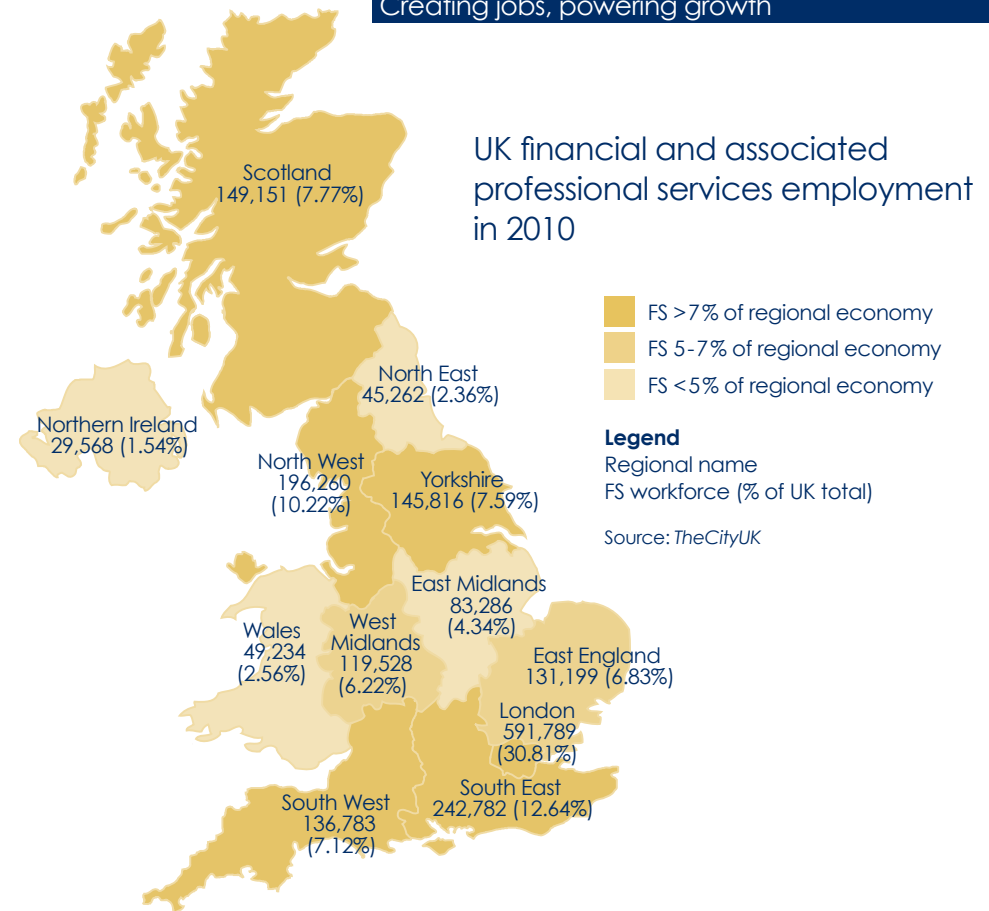 Creating jobs, powering growth
UK financial and associated
professional services employment
in 2010
Scotland
149,151 (7.77%)
FS >7% of regional economy
FS 5-7% of regional economy
FS <5% of regional economy
North East
45,262 (2.36%)
Northern Ireland
29,568 (1.54%)
Legend
Regional name
FS workforce (% of UK total)
Source: TheCityUK
North West
196,260
(10.22%)
Yorkshire
145,816 (7.59%)
East Midlands
83,286
(4.34%)
Wales
49,234
(2.56%)
West
Midlands
119,528
(6.22%)
East England
131,199 (6.83%)
London
591,789
(30.81%)
South East
242,782 (12.64%)
South West
136,783
(7.12%)